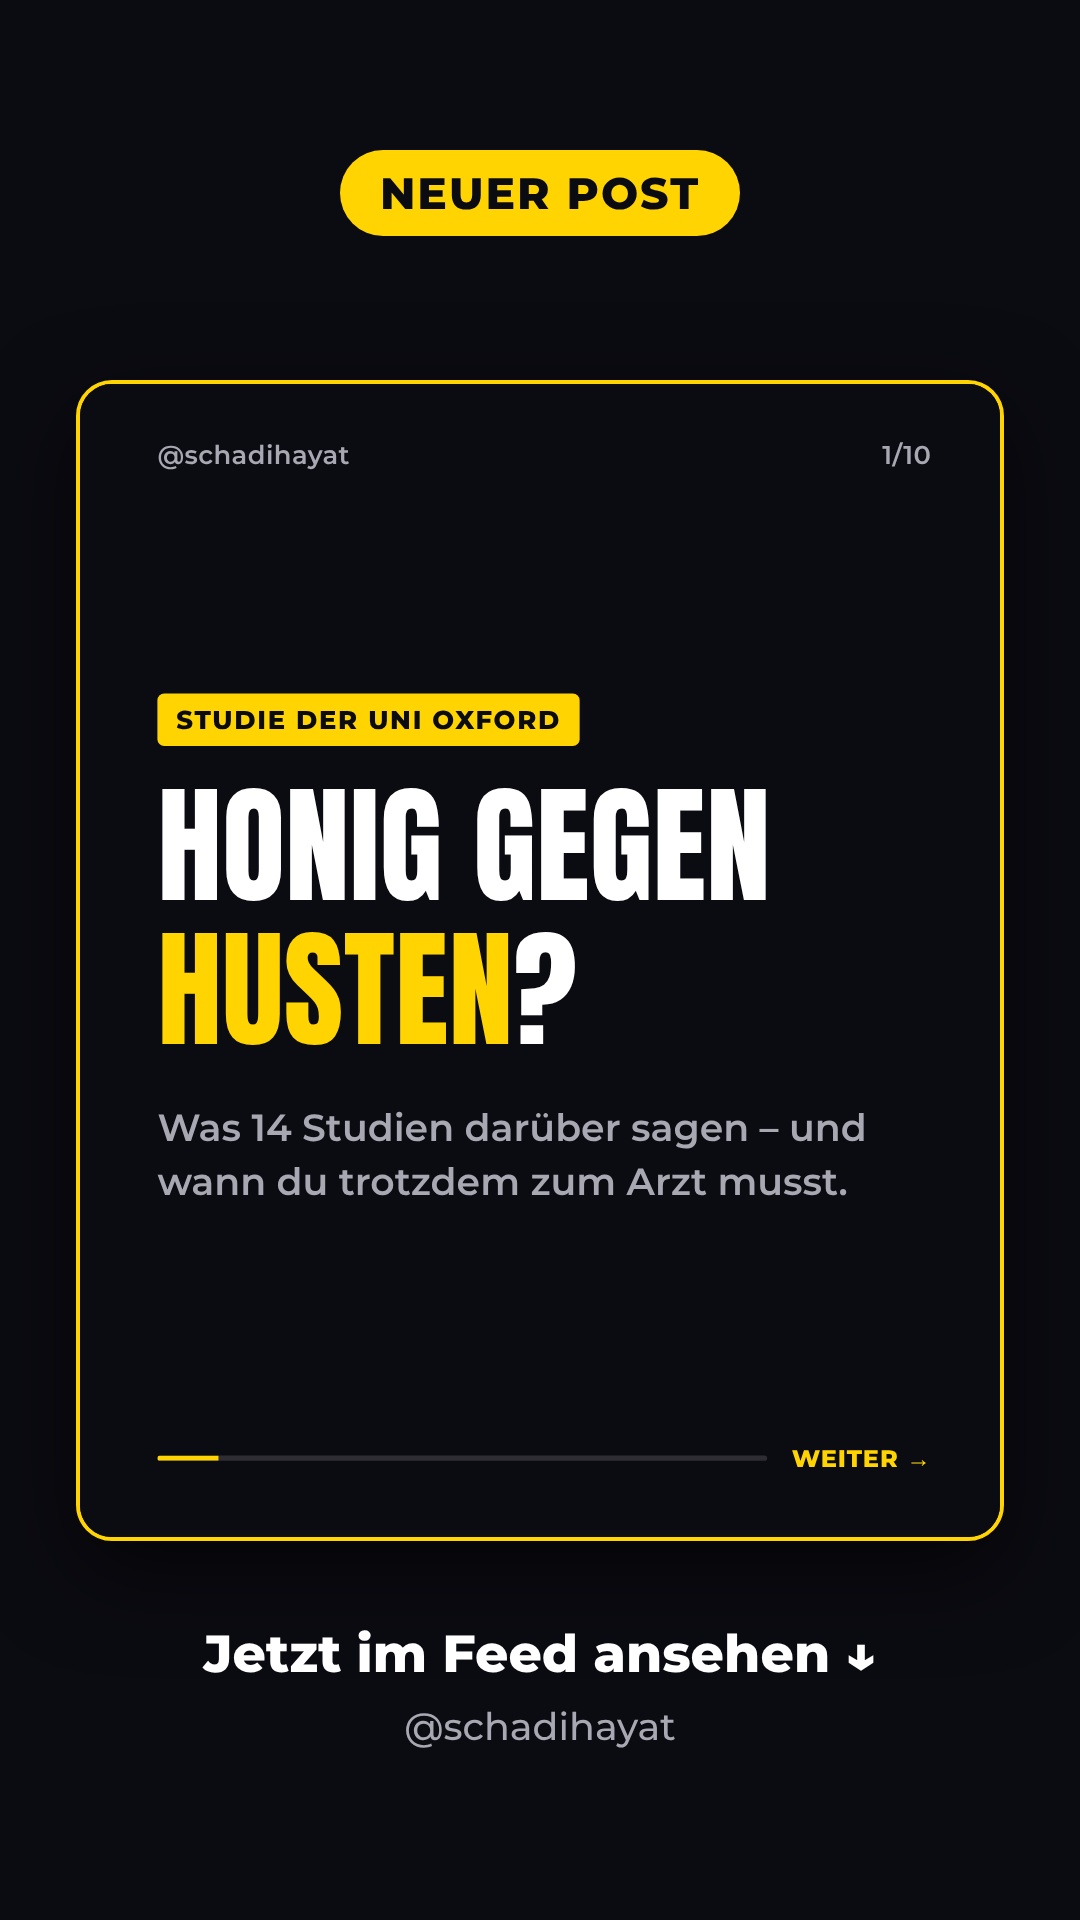 NEUER POST
@schadihayat
1/10
STUDIE DER UNI OXFORD
HONIG GEGEN
HUSTEN?
Was 14 Studien darüber sagen – und
wann du trotzdem zum Arzt musst.
WEITER →
Jetzt im Feed ansehen ↓
@schadihayat